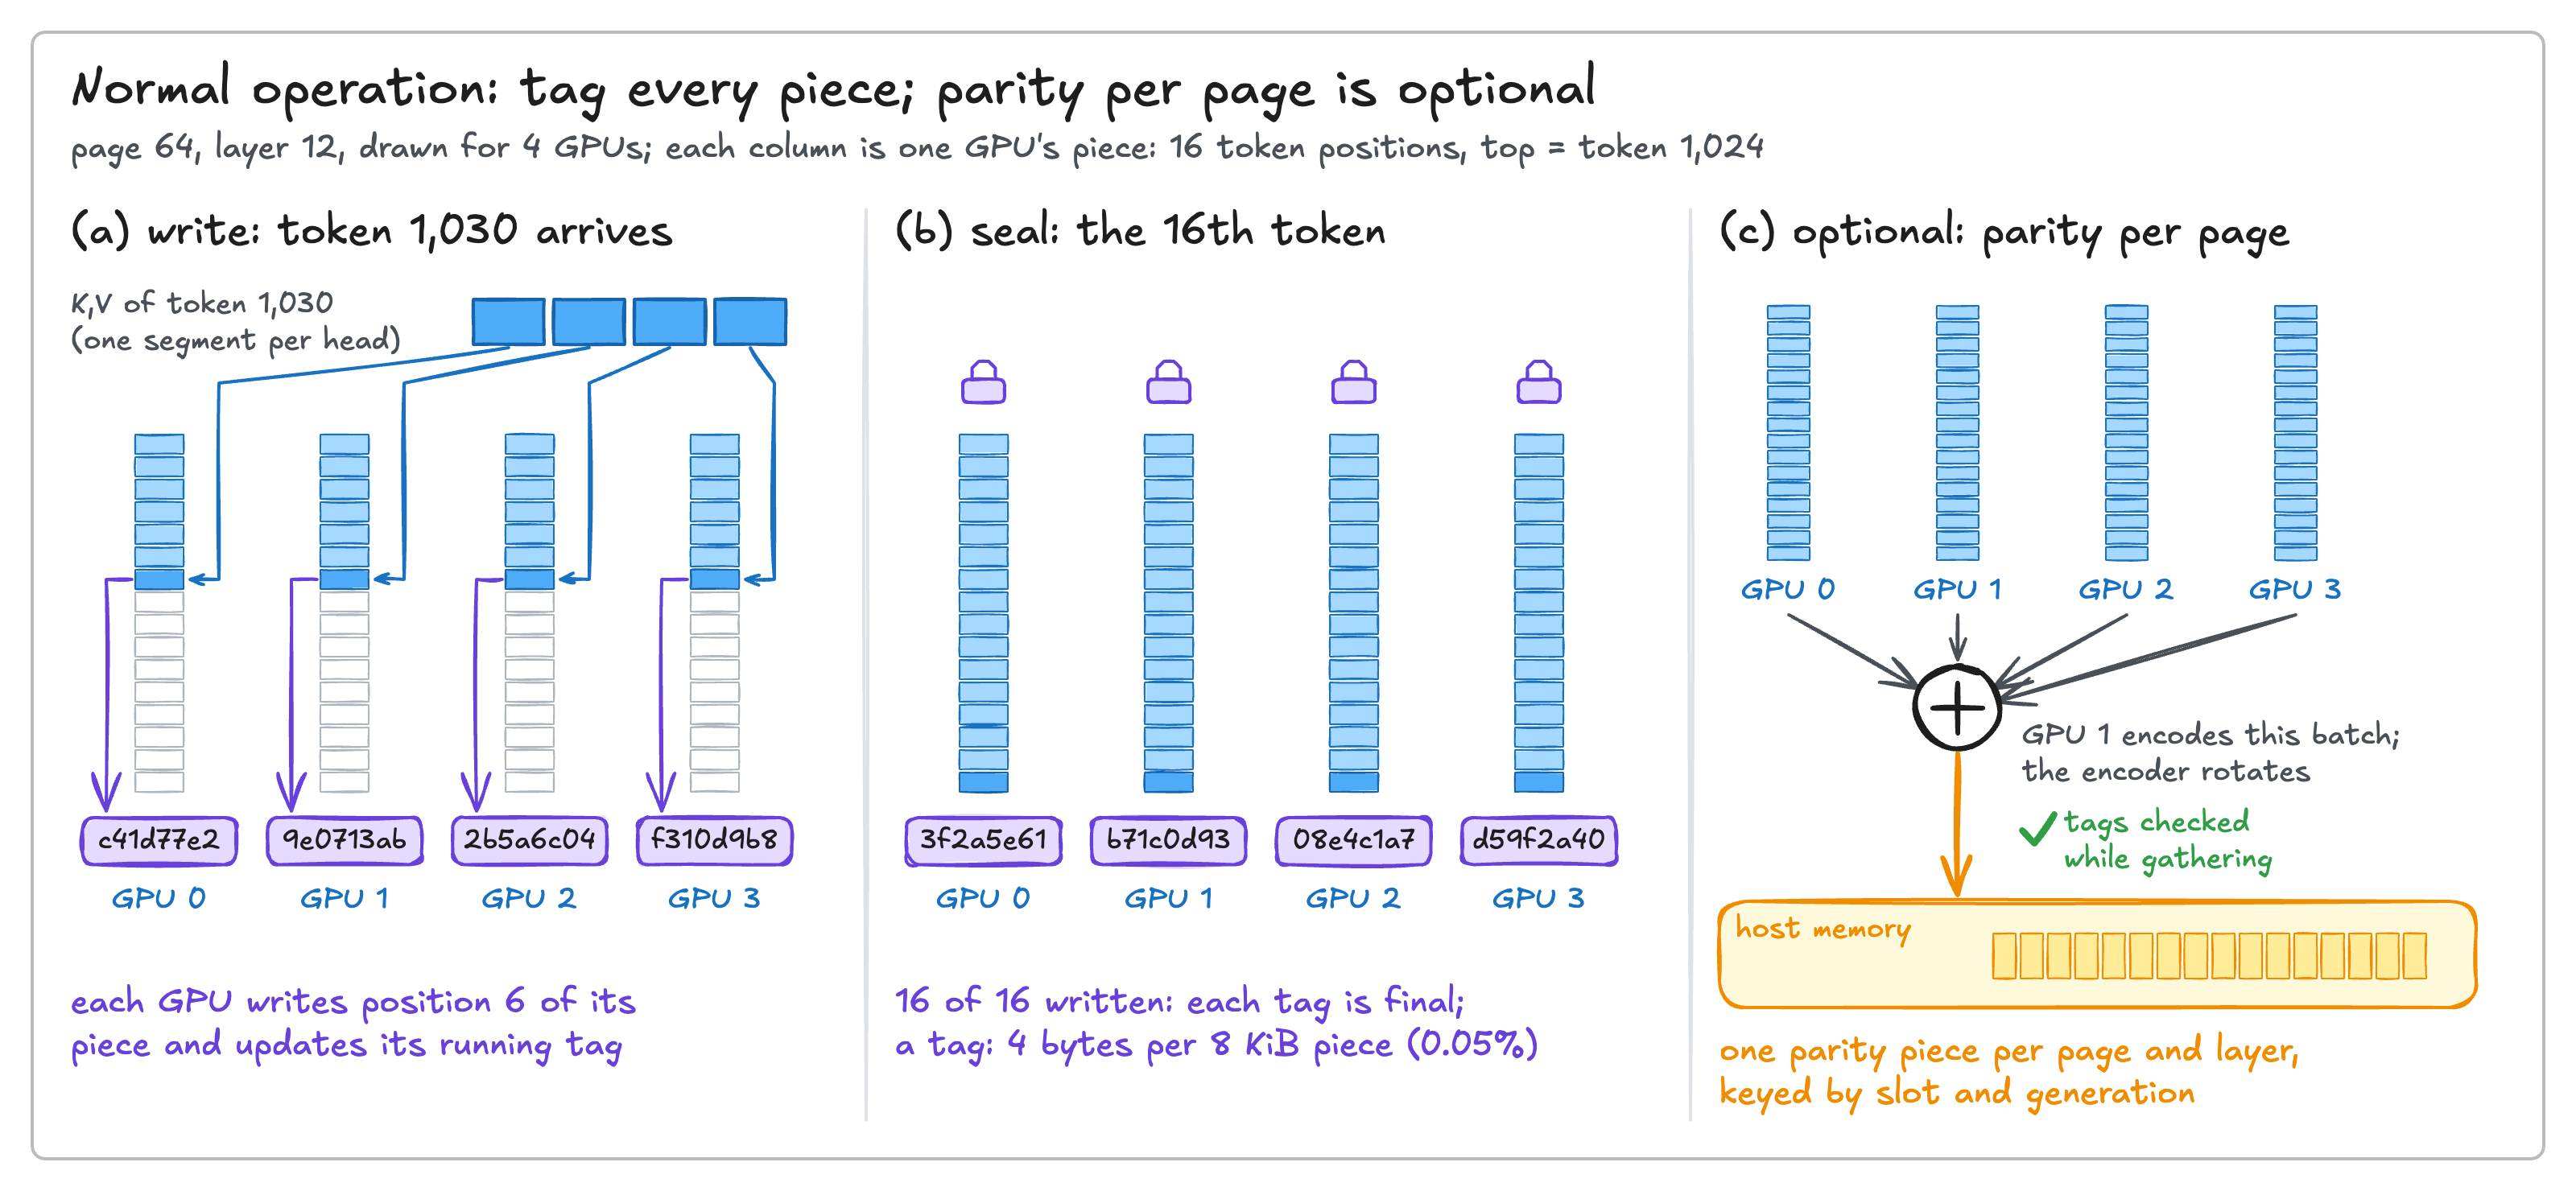 Normal operation: tag every piece; parity per page is optional
page 64, layer 12, drawn for 4 GPUs; each column is one GPU's piece: 16 token positions, top = token 1,024
(a) write: token 1,030 arrives
K,V of token 1,030
(one segment per head)
c41d77e2
9e0713ab
2b5a6c04
f310d9b8
GPU 0
GPU 1
GPU 2
GPU 3
each GPU writes position 6 of its
piece and updates its running tag
(b) seal: the 16th token
3f2a5e61
b71c0d93
08e4c1a7
d59f2a40
GPU 0
GPU 1
GPU 2
GPU 3
16 of 16 written: each tag is final;
a tag: 4 bytes per 8 KiB piece (0.05%)
(c) optional: parity per page
GPU 0
GPU 1
GPU 2
GPU 3
GPU 1 encodes this batch;
the encoder rotates
tags checked
while gathering
host memory
one parity piece per page and layer,
keyed by slot and generation